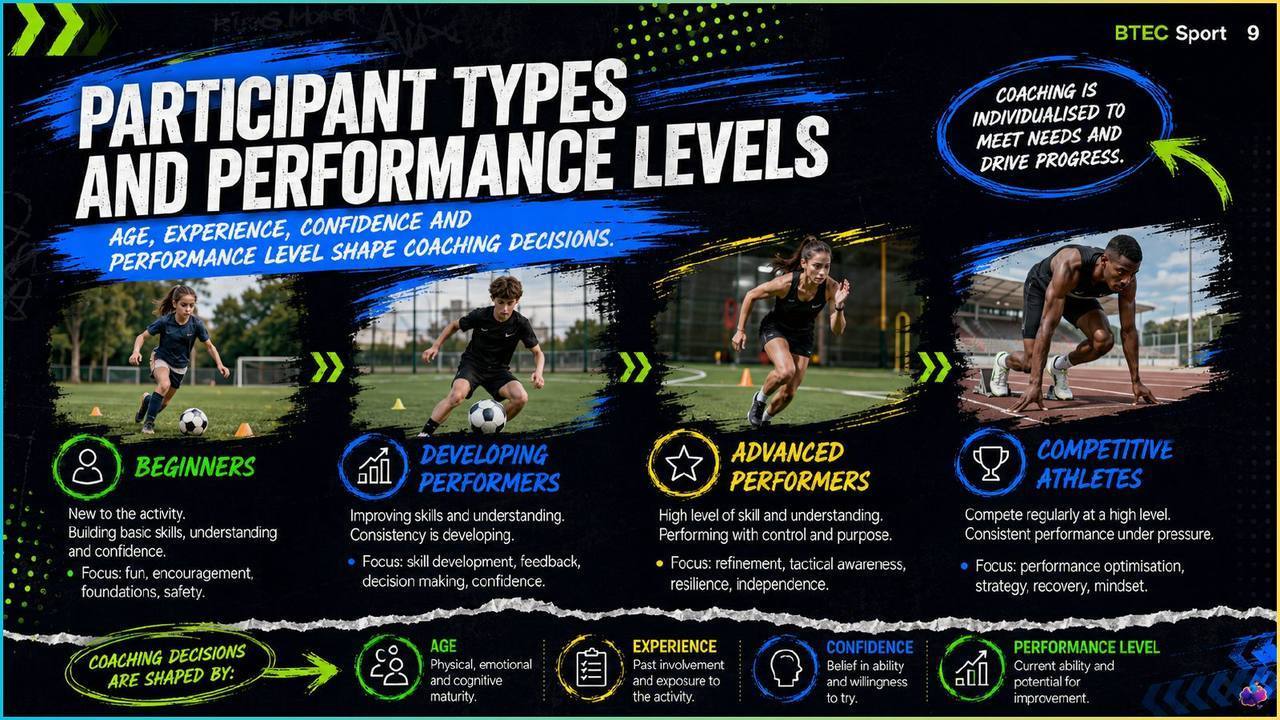 BTEC Sport 9
PARTICIPANT TYPES
AND PERFORMANCE LEVELS
AGE, EXPERIENCE, CONFIDENCE AND
PERFORMANCE LEVEL SHAPE COACHING DECISIONS.
COACHING IS
INDIVIDUALISED TO
MEET NEEDS AND
DRIVE PROGRESS.
BEGINNERS
New to the activity.
Building basic skills, understanding
and confidence.
• Focus: fun, encouragement,
foundations, safety.
DEVELOPING
PERFORMERS
Improving skills and understanding.
Consistency is developing.
• Focus: skill development, feedback,
decision making, confidence.
ADVANCED
PERFORMERS
High level of skill and understanding.
Performing with control and purpose.
• Focus: refinement, tactical awareness,
resilience, independence.
COMPETITIVE
ATHLETES
Compete regularly at a high level.
Consistent performance under pressure.
• Focus: performance optimisation,
strategy, recovery, mindset.
COACHING DECISIONS
ARE SHAPED BY:
AGE
Physical, emotional
and cognitive
maturity.
EXPERIENCE
Past involvement
and exposure to
the activity.
CONFIDENCE
Belief in ability
and willingness
to try.
PERFORMANCE LEVEL
Current ability and
potential for
improvement.